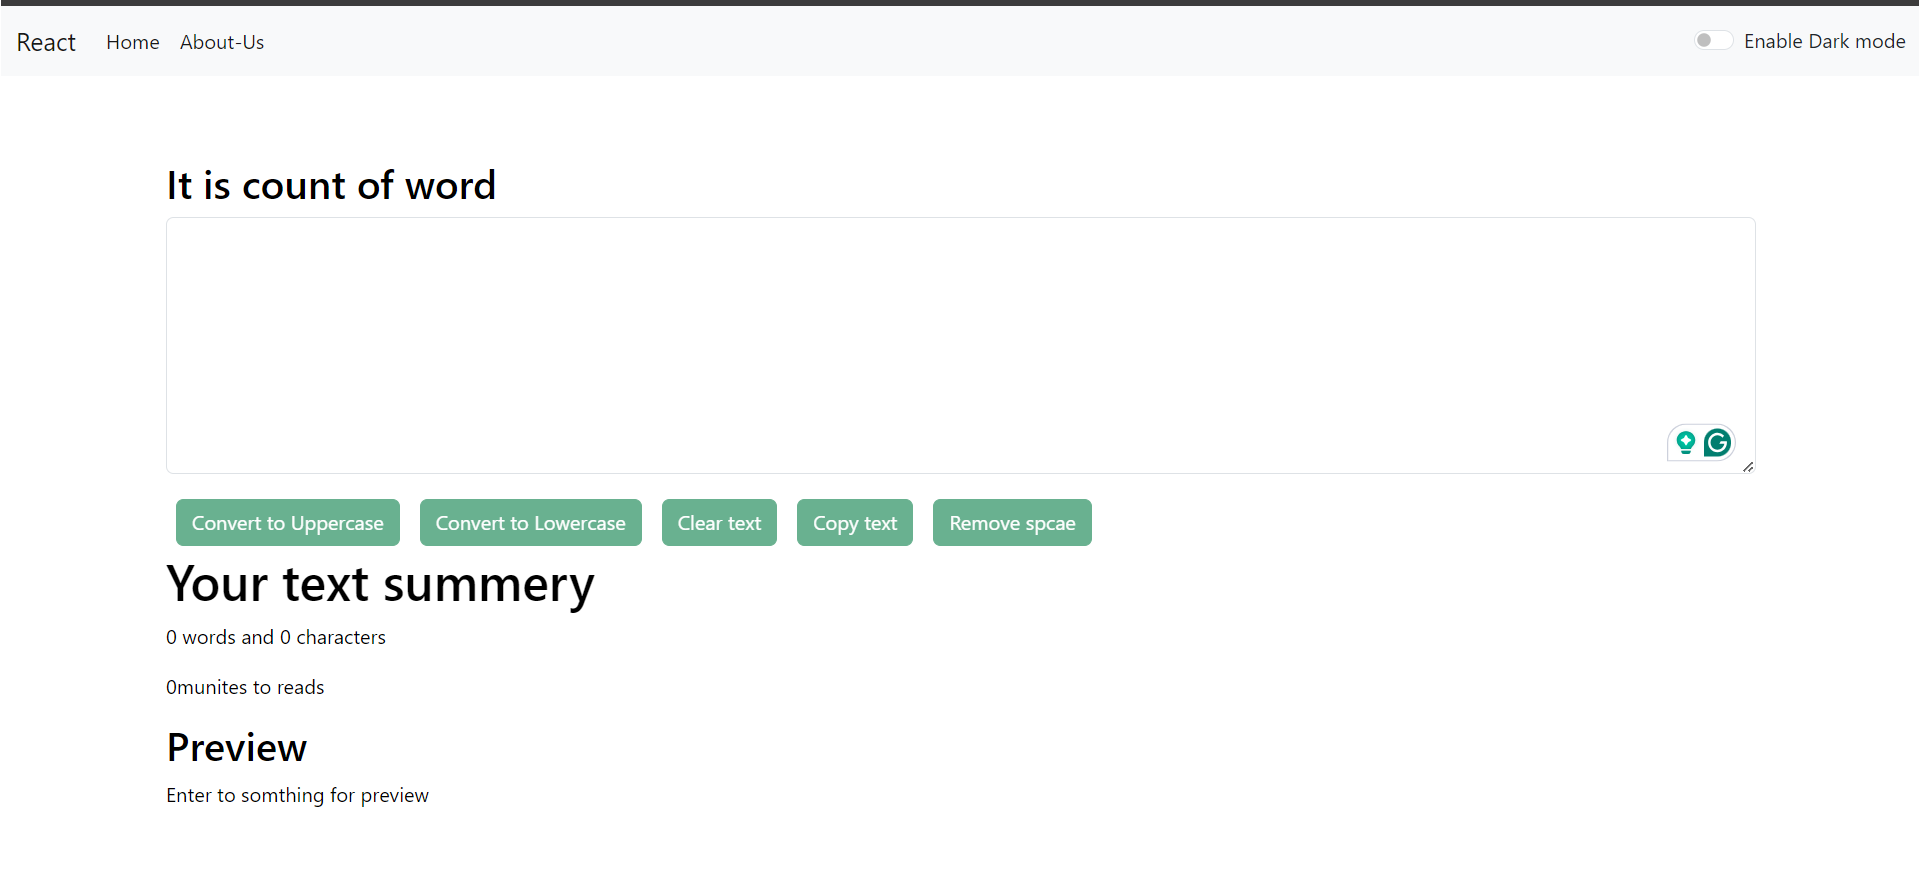 React Home About-Us Enable Dark mode
It is count of word
Convert to Uppercase Convert to Lowercase Clear text Copy text Remove spcae
Your text summery
0 words and 0 characters
0munites to reads
Preview
Enter to somthing for preview